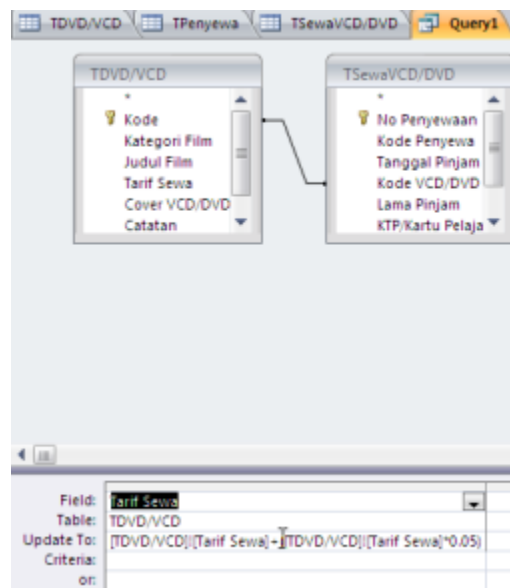 TDVD/VCD TPenyewa TSewaVCD/DVD Query1
TDVD/VCD
*
Kode
Kategori Film
Judul Film
Tarif Sewa
Cover VCD/DVD
Catatan
TSewaVCD/DVD
*
No Penyewaan
Kode Penyewa
Tanggal Pinjam
Kode VCD/DVD
Lama Pinjam
KTP/Kartu Pelaja
Field: Tarif Sewa
Table: TDVD/VCD
Update To: [TDVD/VCD]![Tarif Sewa]+([TDVD/VCD]![Tarif Sewa]*0.05)
Criteria:
or: